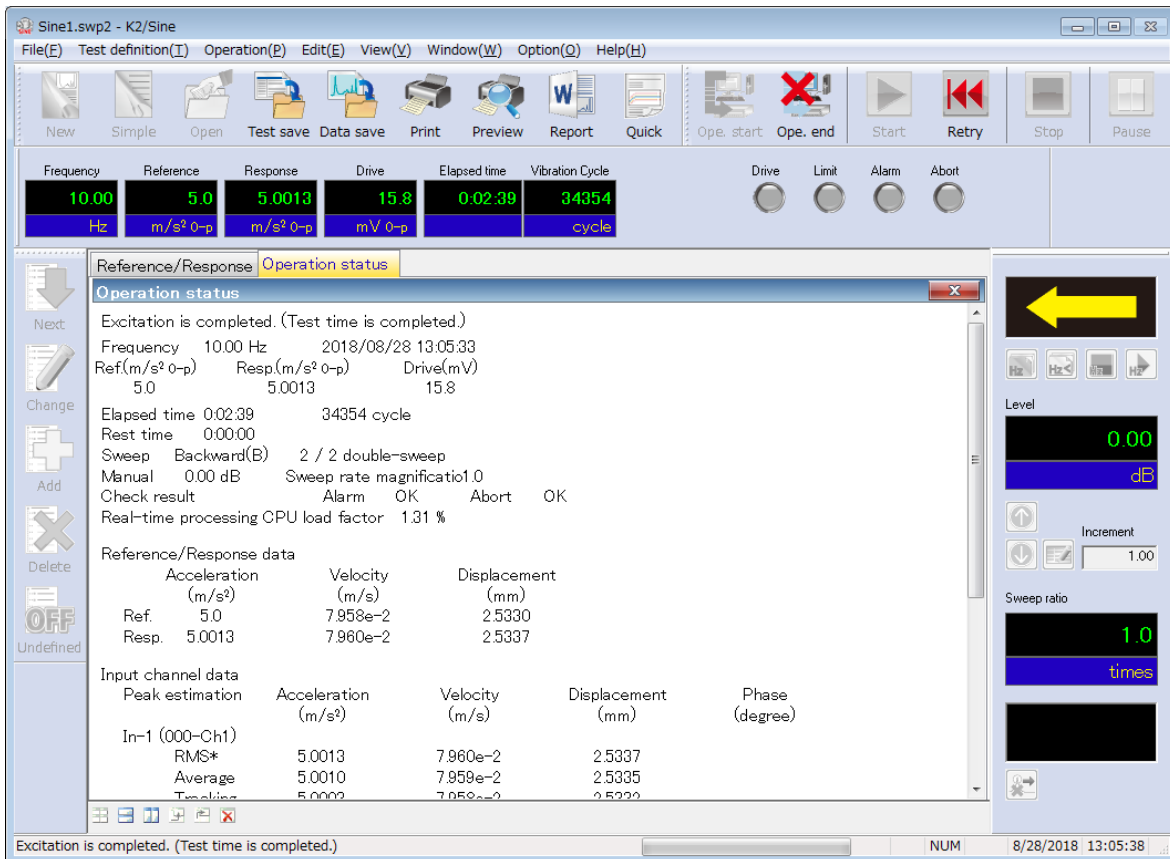 Sine1.swp2 - K2/Sine
File(F) Test definition(T) Operation(P) Edit(E) View(V) Window(W) Option(O) Help(H)
New Simple Open Test save Data save Print Preview Report Quick Ope. start Ope. end Start Retry Stop Pause
Frequency Reference Response Drive Elapsed time Vibration Cycle Drive Limit Alarm Abort
10.00 5.0 5.0013 15.8 0:02:39 34354
Hz m/s² 0-p m/s² 0-p mV 0-p cycle
Next
Change
Add
Delete
OFF
Undefined
Reference/Response Operation status
Operation status
Excitation is completed. (Test time is completed.)
Frequency 10.00 Hz 2018/08/28 13:05:33
Ref.(m/s² 0-p) Resp.(m/s² 0-p) Drive(mV)
5.0 5.0013 15.8
Elapsed time 0:02:39 34354 cycle
Rest time 0:00:00
Sweep Backward(B) 2 / 2 double-sweep
Manual 0.00 dB Sweep rate magnificatio1.0
Check result Alarm OK Abort OK
Real-time processing CPU load factor 1.31 %
Reference/Response data
Acceleration Velocity Displacement
(m/s²) (m/s) (mm)
Ref. 5.0 7.958e-2 2.5330
Resp. 5.0013 7.960e-2 2.5337
Input channel data
Peak estimation Acceleration Velocity Displacement Phase
(m/s²) (m/s) (mm) (degree)
In-1 (000-Ch1)
RMS* 5.0013 7.960e-2 2.5337
Average 5.0010 7.959e-2 2.5335
Tracking
Level
0.00
dB
Increment
1.00
Sweep ratio
1.0
times
Excitation is completed. (Test time is completed.) NUM 8/28/2018 13:05:38